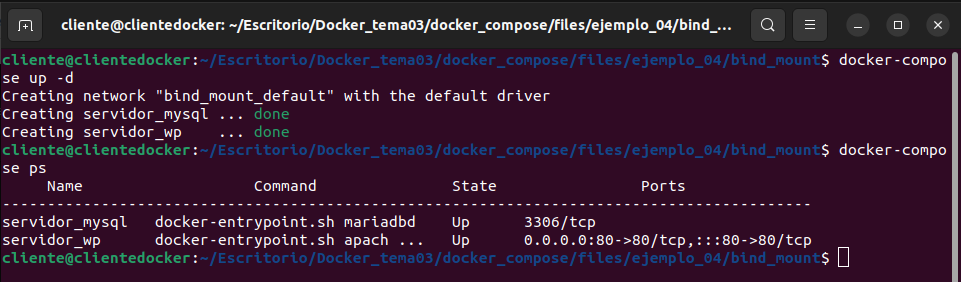 cliente@clientedocker: ~/Escritorio/Docker_tema03/docker_compose/files/ejemplo_04/bind_...
cliente@clientedocker:~/Escritorio/Docker_tema03/docker_compose/files/ejemplo_04/bind_mount$ docker-compo
se up -d
Creating network "bind_mount_default" with the default driver
Creating servidor_mysql ... done
Creating servidor_wp    ... done
cliente@clientedocker:~/Escritorio/Docker_tema03/docker_compose/files/ejemplo_04/bind_mount$ docker-compo
se ps
     Name                   Command               State                Ports
------------------------------------------------------------------------------------------
servidor_mysql   docker-entrypoint.sh mariadbd    Up      3306/tcp
servidor_wp      docker-entrypoint.sh apach ...   Up      0.0.0.0:80->80/tcp,:::80->80/tcp
cliente@clientedocker:~/Escritorio/Docker_tema03/docker_compose/files/ejemplo_04/bind_mount$